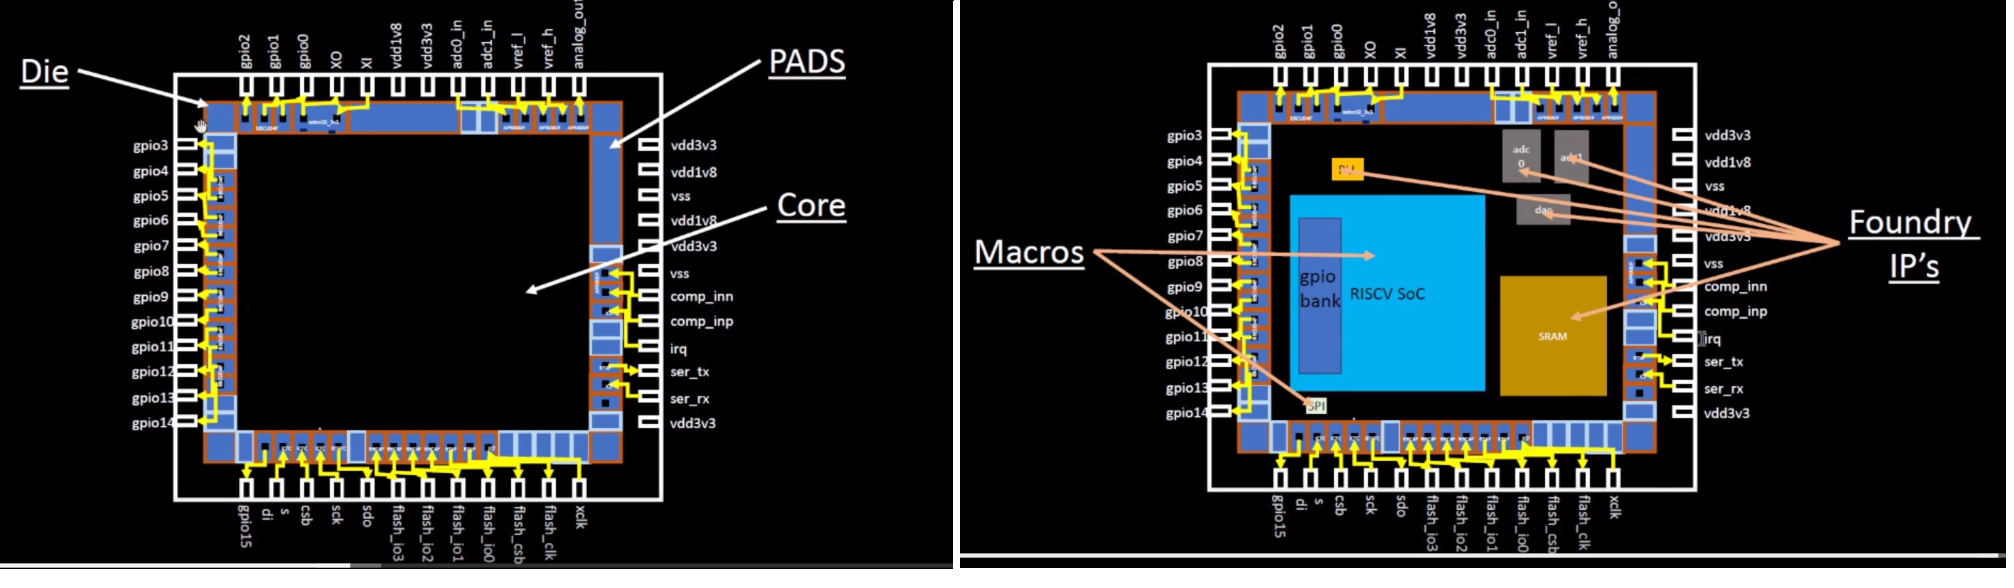 Die
PADS
Core
gpio2
gpio1
gpio0
XO
XI
vdd1v8
vdd3v3
adc0_in
adc1_in
vref_l
vref_h
analog_out
gpio3
gpio4
gpio5
gpio6
gpio7
gpio8
gpio9
gpio10
gpio11
gpio12
gpio13
gpio14
vdd3v3
vdd1v8
vss
vdd1v8
vdd3v3
vss
comp_inn
comp_inp
irq
ser_tx
ser_rx
vdd3v3
gpio15
di
s
csb
sck
sdo
flash_io3
flash_io2
flash_io1
flash_io0
flash_csb
flash_clk
xclk
gpio2
gpio1
gpio0
XO
XI
vdd1v8
vdd3v3
adc0_in
adc1_in
vref_l
vref_h
analog_o
gpio3
gpio4
gpio5
gpio6
gpio7
gpio8
gpio9
gpio10
gpio11
gpio12
gpio13
gpio14
Macros
adc
0
dac
gpio
bank
RISCV SoC
SRAM
SPI
Foundry
IP's
vdd3v3
vdd1v8
vss
vdd1v8
vdd3v3
vss
comp_inn
comp_inp
irq
ser_tx
ser_rx
vdd3v3
gpio15
di
s
csb
sck
sdo
flash_io3
flash_io2
flash_io1
flash_io0
flash_csb
flash_clk
xclk